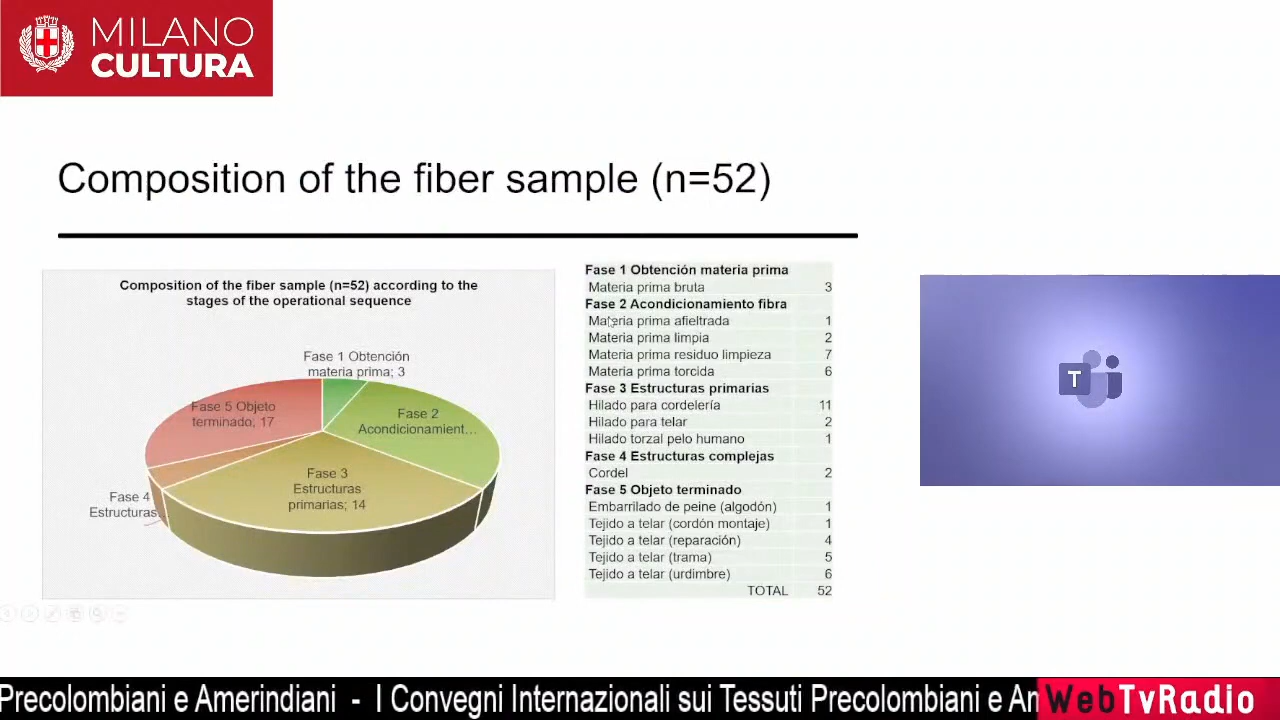 MILANO
CULTURA
Composition of the fiber sample (n=52)
Composition of the fiber sample (n=52) according to the
stages of the operational sequence
Fase 1 Obtención
materia prima; 3
Fase 2
Acondicionamient...
Fase 3
Estructuras
primarias; 14
Fase 4
Estructuras...
Fase 5 Objeto
terminado; 17
Fase 1 Obtención materia prima
Materia prima bruta 3
Fase 2 Acondicionamiento fibra
Materia prima afieltrada 1
Materia prima limpia 2
Materia prima residuo limpieza 7
Materia prima torcida 6
Fase 3 Estructuras primarias
Hilado para cordelería 11
Hilado para telar 2
Hilado torzal pelo humano 1
Fase 4 Estructuras complejas
Cordel 2
Fase 5 Objeto terminado
Embarrilado de peine (algodón) 1
Tejido a telar (cordón montaje) 1
Tejido a telar (reparación) 4
Tejido a telar (trama) 5
Tejido a telar (urdimbre) 6
TOTAL 52
T
Precolombiani e Amerindiani - I Convegni Internazionali sui Tessuti Precolombiani e Am
WebTvRadio